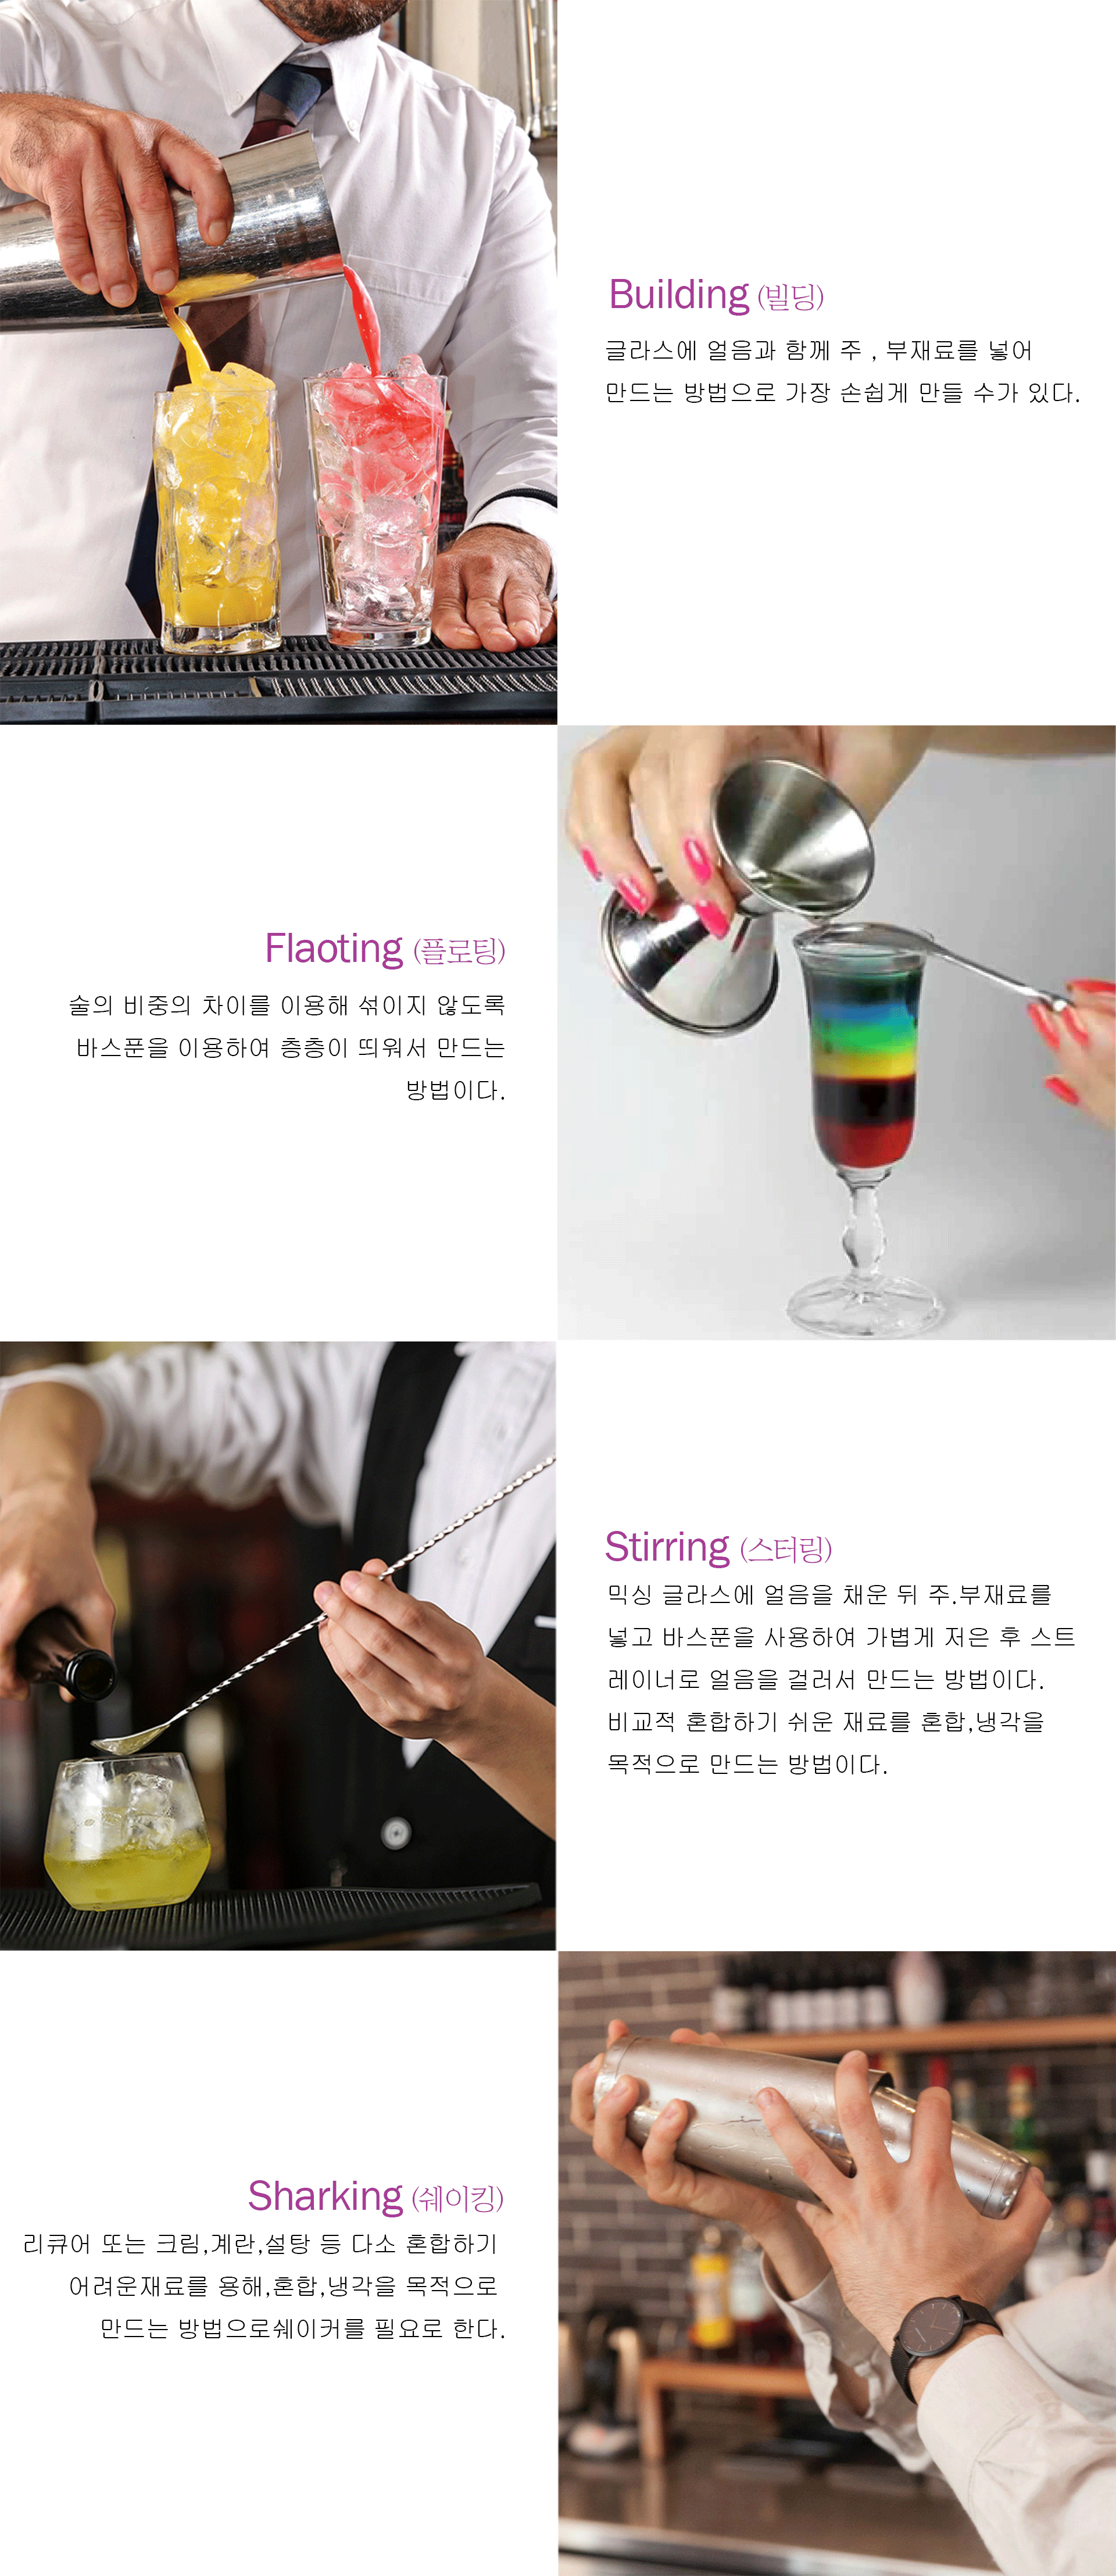 Building (빌딩)
글라스에 얼음과 함께 주 , 부재료를 넣어
만드는 방법으로 가장 손쉽게 만들 수가 있다.
Flaoting (플로팅)
술의 비중의 차이를 이용해 섞이지 않도록
바스푼을 이용하여 층층이 띄워서 만드는
방법이다.
Stirring (스터링)
믹싱 글라스에 얼음을 채운 뒤 주.부재료를
넣고 바스푼을 사용하여 가볍게 저은 후 스트
레이너로 얼음을 걸러서 만드는 방법이다.
비교적 혼합하기 쉬운 재료를 혼합,냉각을
목적으로 만드는 방법이다.
Sharking (쉐이킹)
리큐어 또는 크림,계란,설탕 등 다소 혼합하기
어려운재료를 용해,혼합,냉각을 목적으로
만드는 방법으로쉐이커를 필요로 한다.